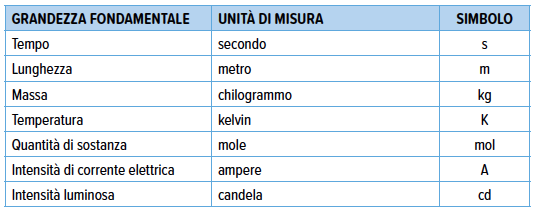 GRANDEZZA FONDAMENTALE UNITÀ DI MISURA SIMBOLO
Tempo secondo s
Lunghezza metro m
Massa chilogrammo kg
Temperatura kelvin K
Quantità di sostanza mole mol
Intensità di corrente elettrica ampere A
Intensità luminosa candela cd